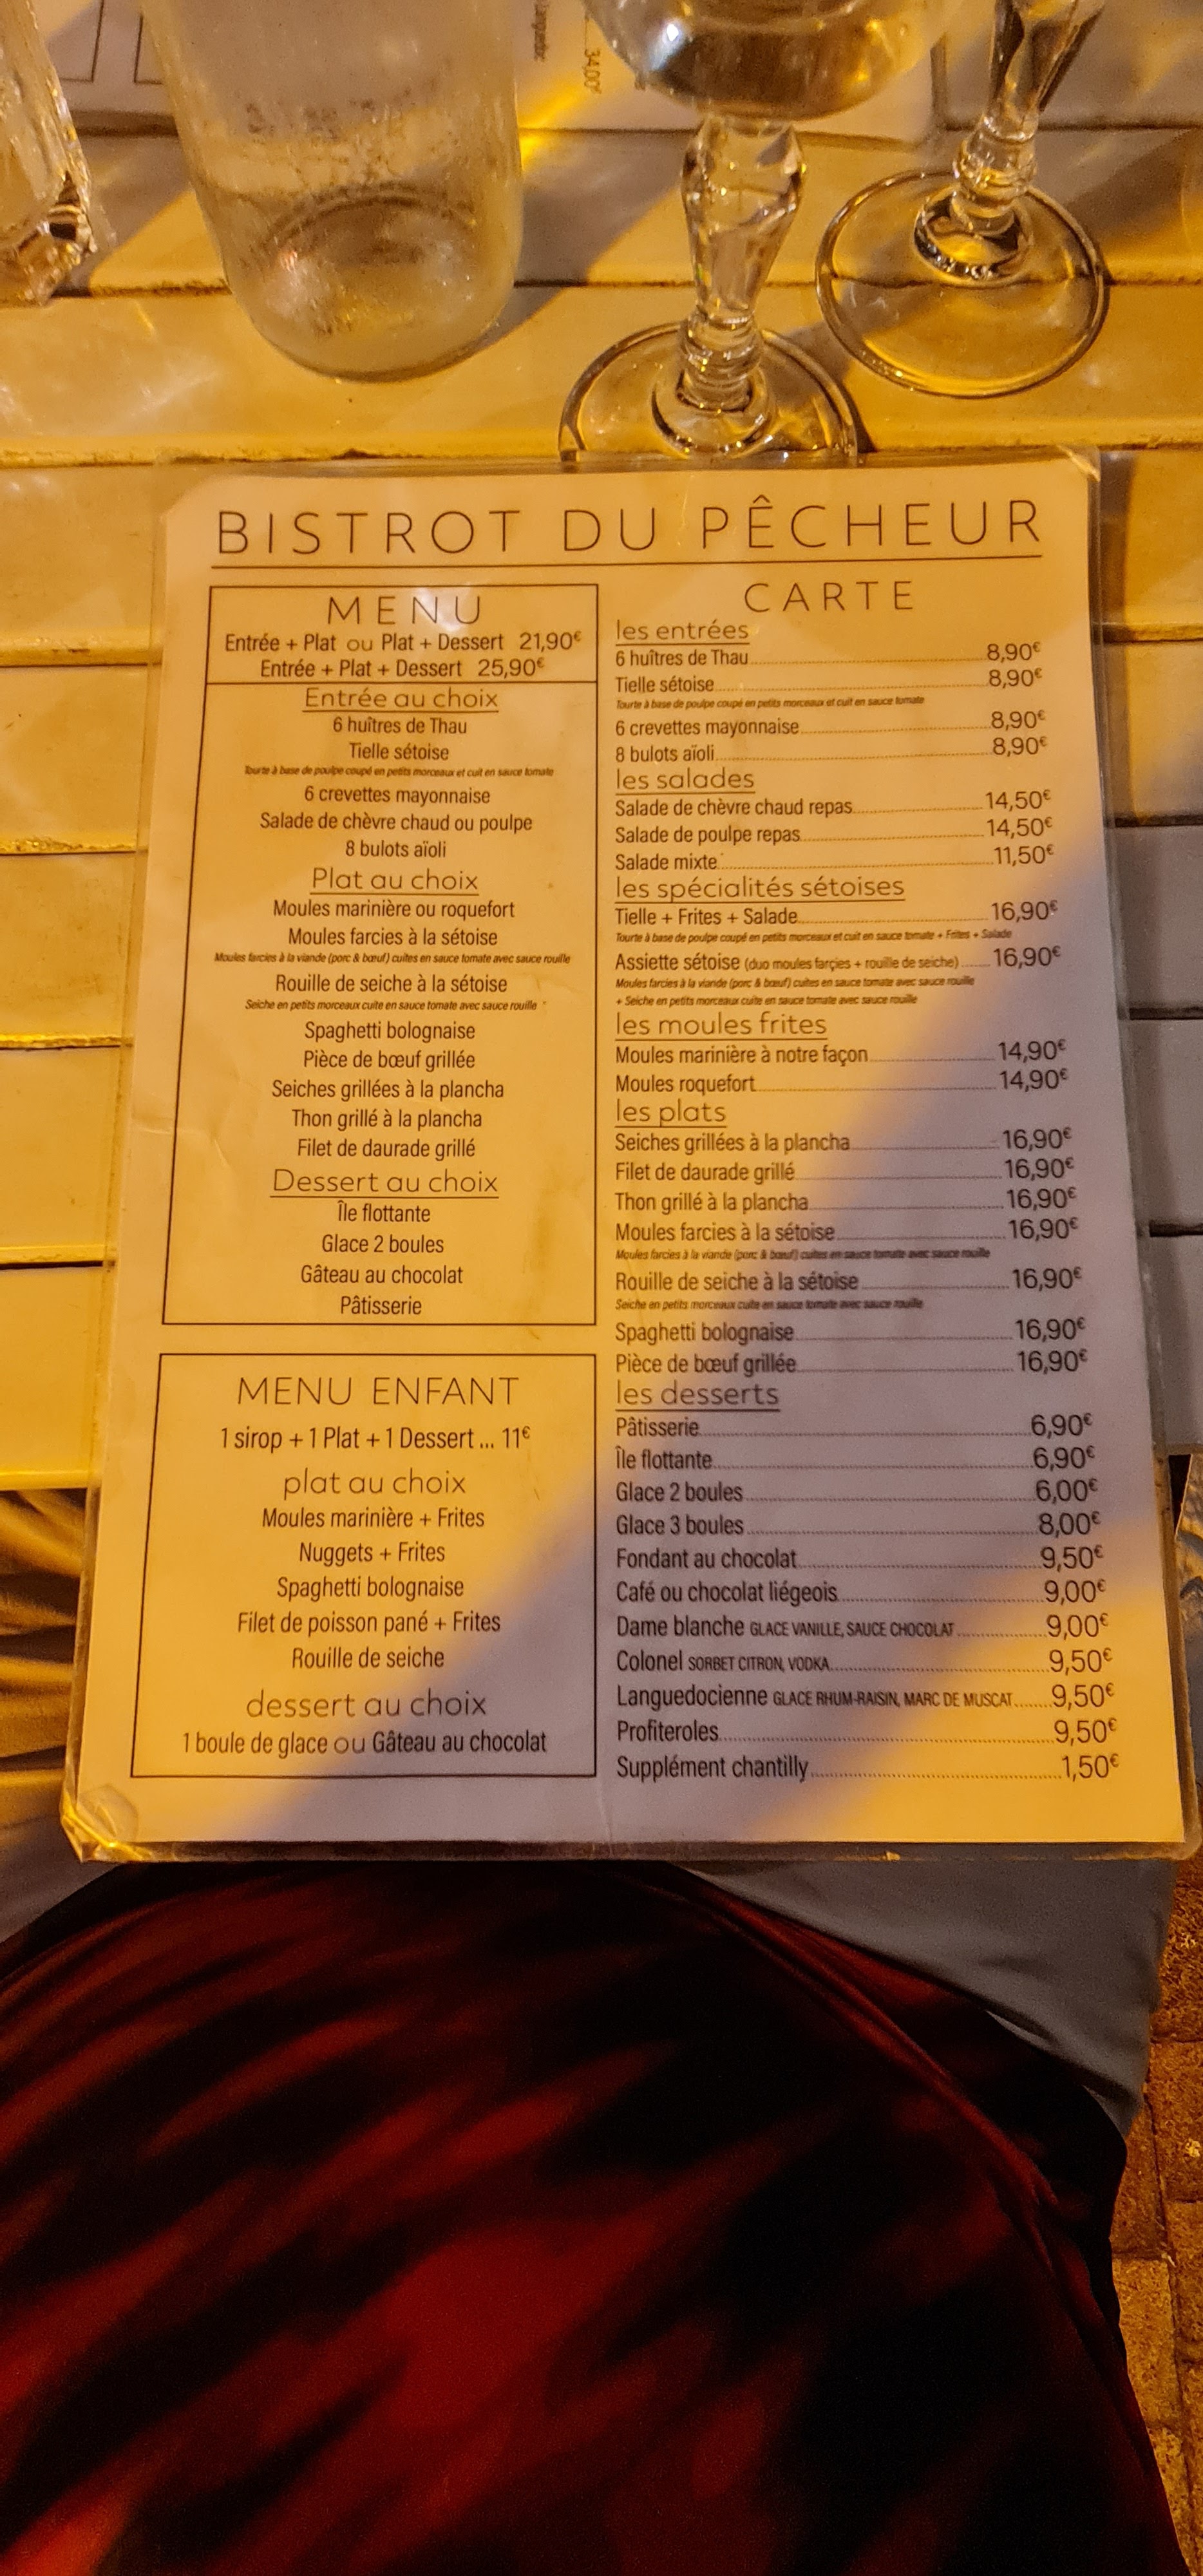 34,00€
BISTROT DU PÊCHEUR
MENU
Entrée + Plat ou Plat + Dessert 21,90€
Entrée + Plat + Dessert 25,90€
Entrée au choix
6 huîtres de Thau
Tielle sétoise
Tourte à base de poulpe coupé en petits morceaux et cuit en sauce tomate
6 crevettes mayonnaise
Salade de chèvre chaud ou poulpe
8 bulots aïoli
Plat au choix
Moules marinière ou roquefort
Moules farcies à la sétoise
Moules farcies à la viande (porc & bœuf) cuites en sauce tomate avec sauce rouille
Rouille de seiche à la sétoise
Seiche en petits morceaux cuite en sauce tomate avec sauce rouille
Spaghetti bolognaise
Pièce de bœuf grillée
Seiches grillées à la plancha
Thon grillé à la plancha
Filet de daurade grillé
Dessert au choix
Île flottante
Glace 2 boules
Gâteau au chocolat
Pâtisserie
MENU ENFANT
1 sirop + 1 Plat + 1 Dessert ... 11€
plat au choix
Moules marinière + Frites
Nuggets + Frites
Spaghetti bolognaise
Filet de poisson pané + Frites
Rouille de seiche
dessert au choix
1 boule de glace ou Gâteau au chocolat
CARTE
les entrées
6 huîtres de Thau 8,90€
Tielle sétoise 8,90€
Tourte à base de poulpe coupé en petits morceaux et cuit en sauce tomate
6 crevettes mayonnaise 8,90€
8 bulots aïoli 8,90€
les salades
Salade de chèvre chaud repas 14,50€
Salade de poulpe repas 14,50€
Salade mixte 11,50€
les spécialités sétoises
Tielle + Frites + Salade 16,90€
Tourte à base de poulpe coupé en petits morceaux et cuit en sauce tomate + Frites + Salade
Assiette sétoise (duo moules farçies + rouille de seiche) 16,90€
Moules farcies à la viande (porc & bœuf) cuites en sauce tomate avec sauce rouille
+ Seiche en petits morceaux cuite en sauce tomate avec sauce rouille
les moules frites
Moules marinière à notre façon 14,90€
Moules roquefort 14,90€
les plats
Seiches grillées à la plancha 16,90€
Filet de daurade grillé 16,90€
Thon grillé à la plancha 16,90€
Moules farcies à la sétoise 16,90€
Moules farcies à la viande (porc & bœuf) cuites en sauce tomate avec sauce rouille
Rouille de seiche à la sétoise 16,90€
Seiche en petits morceaux cuite en sauce tomate avec sauce rouille
Spaghetti bolognaise 16,90€
Pièce de bœuf grillée 16,90€
les desserts
Pâtisserie 6,90€
Île flottante 6,90€
Glace 2 boules 6,00€
Glace 3 boules 8,00€
Fondant au chocolat 9,50€
Café ou chocolat liégeois 9,00€
Dame blanche GLACE VANILLE, SAUCE CHOCOLAT 9,00€
Colonel SORBET CITRON, VODKA 9,50€
Languedocienne GLACE RHUM-RAISIN, MARC DE MUSCAT 9,50€
Profiteroles 9,50€
Supplément chantilly 1,50€